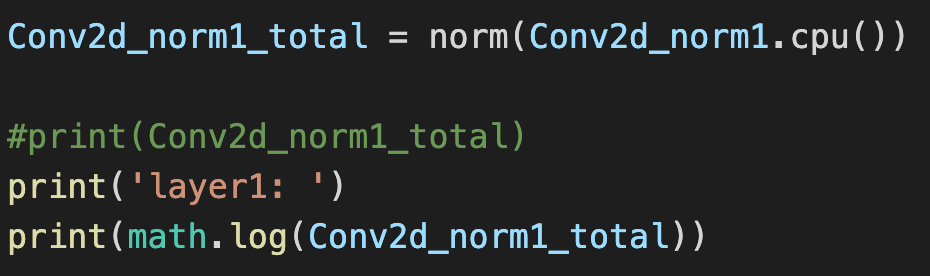 Conv2d_norm1_total = norm(Conv2d_norm1.cpu())
#print(Conv2d_norm1_total)
print('layer1: ')
print(math.log(Conv2d_norm1_total))